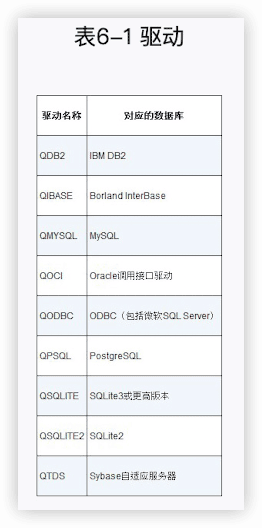 表6-1 驱动
驱动名称 对应的数据库
QDB2 IBM DB2
QIBASE Borland InterBase
QMYSQL MySQL
QOCI Oracle调用接口驱动
QODBC ODBC（包括微软SQL Server）
QPSQL PostgreSQL
QSQLITE SQLite3或更高版本
QSQLITE2 SQLite2
QTDS Sybase自适应服务器